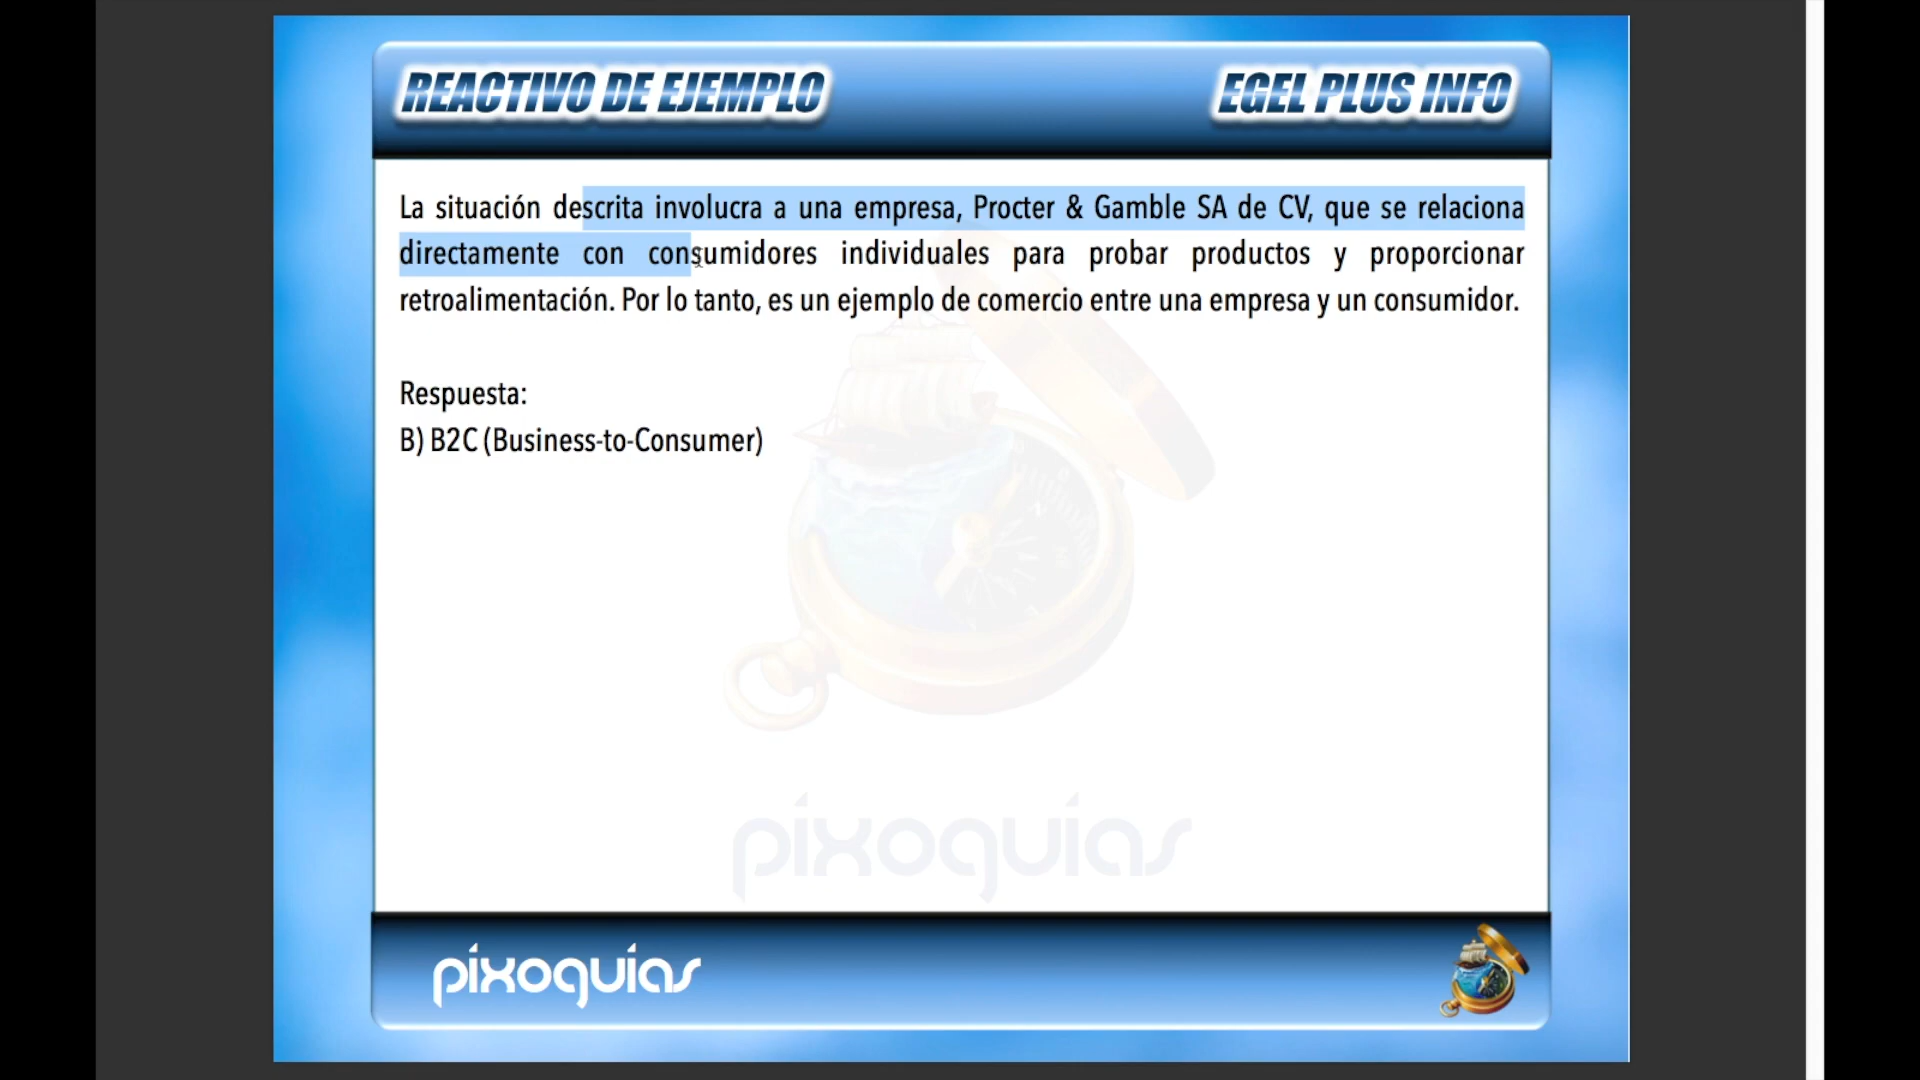 REACTIVO DE EJEMPLO
EGEL PLUS INFO
La situación descrita involucra a una empresa, Procter & Gamble SA de CV, que se relaciona
directamente con consumidores individuales para probar productos y proporcionar
retroalimentación. Por lo tanto, es un ejemplo de comercio entre una empresa y un consumidor.
Respuesta:
B) B2C (Business-to-Consumer)
pixoguías
pixoguías